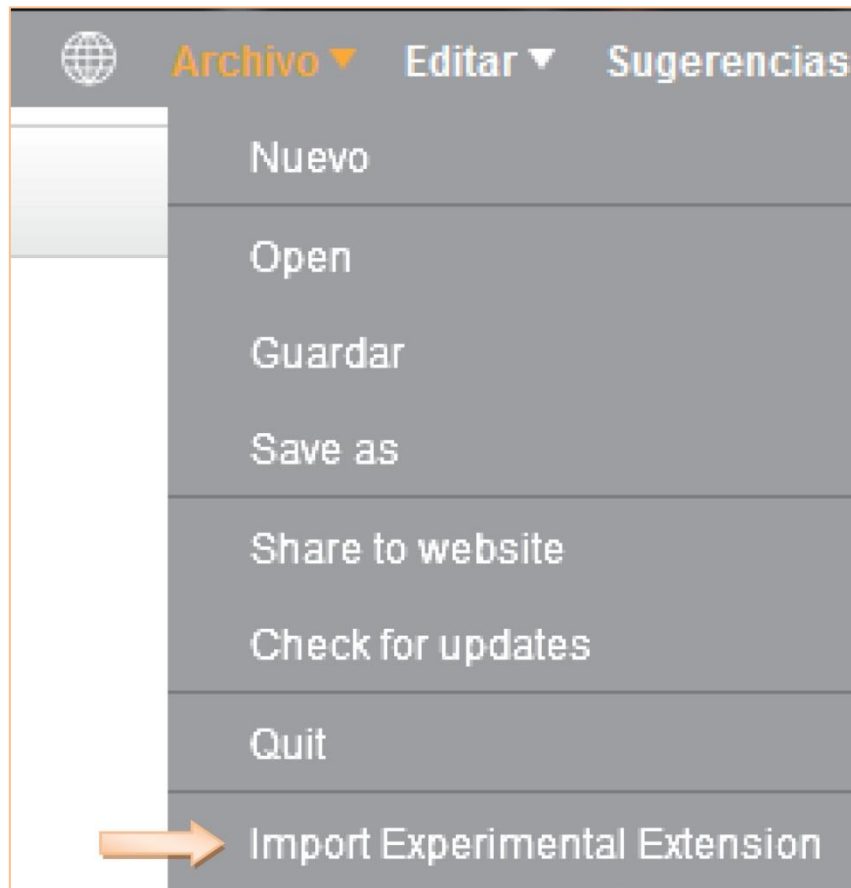 Archivo Editar Sugerencias
Nuevo
Open
Guardar
Save as
Share to website
Check for updates
Quit
Import Experimental Extension